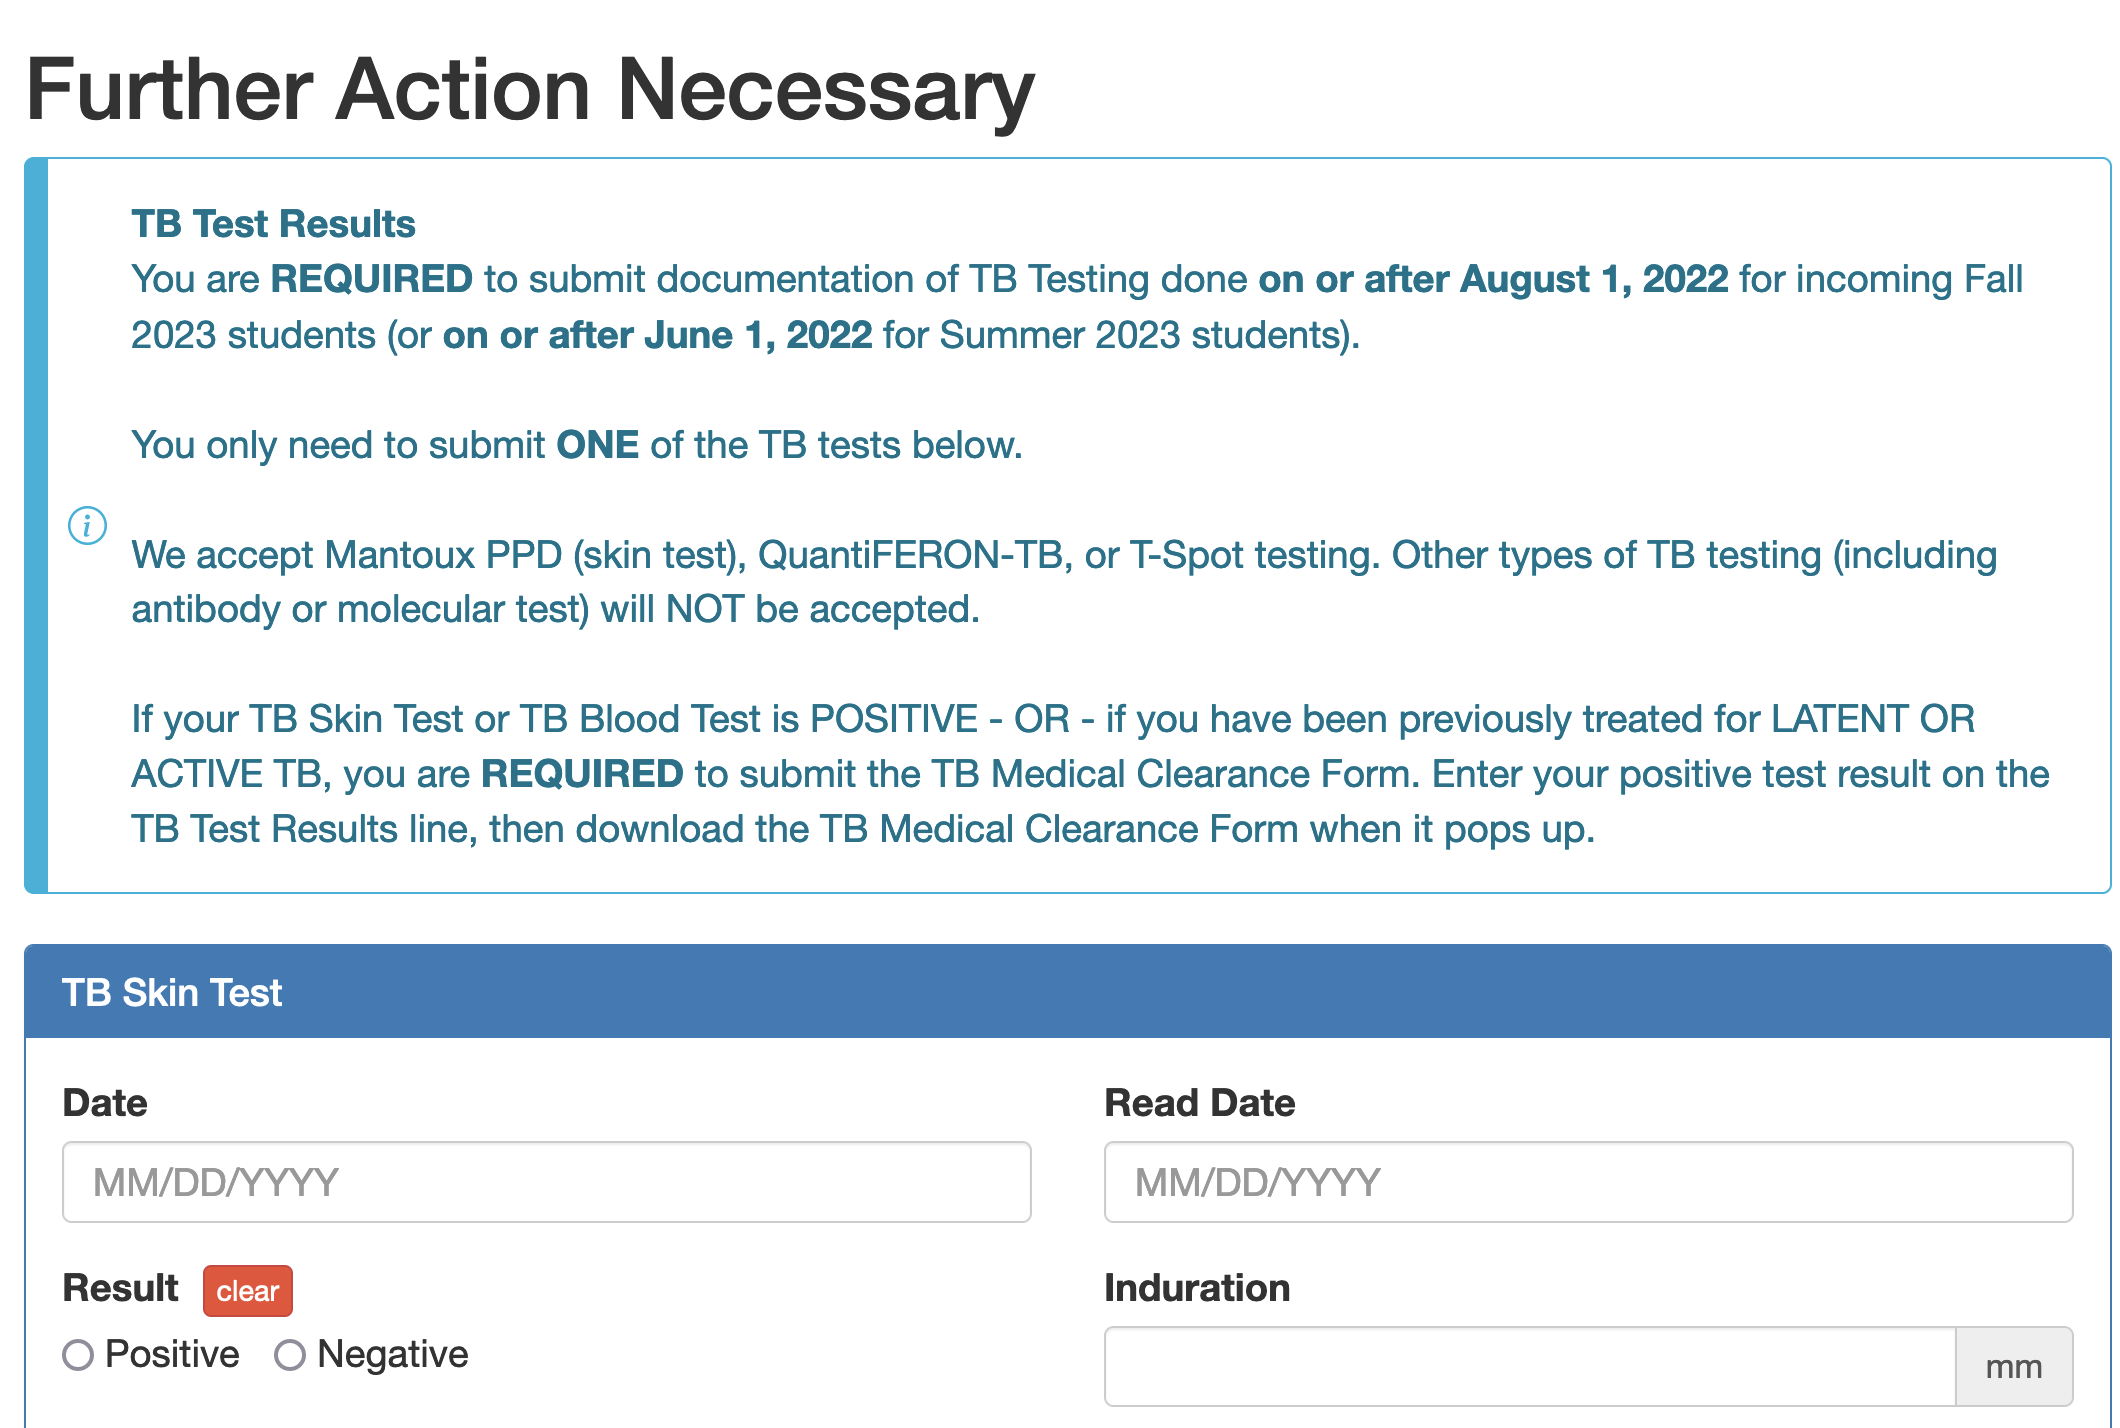 Further Action Necessary
TB Test Results
You are REQUIRED to submit documentation of TB Testing done on or after August 1, 2022 for incoming Fall
2023 students (or on or after June 1, 2022 for Summer 2023 students).
You only need to submit ONE of the TB tests below.
i
We accept Mantoux PPD (skin test), QuantiFERON-TB, or T-Spot testing. Other types of TB testing (including
antibody or molecular test) will NOT be accepted.
If your TB Skin Test or TB Blood Test is POSITIVE - OR - if you have been previously treated for LATENT OR
ACTIVE TB, you are REQUIRED to submit the TB Medical Clearance Form. Enter your positive test result on the
TB Test Results line, then download the TB Medical Clearance Form when it pops up.
TB Skin Test
Date
MM/DD/YYYY
Read Date
MM/DD/YYYY
Result clear
Positive Negative
Induration
mm